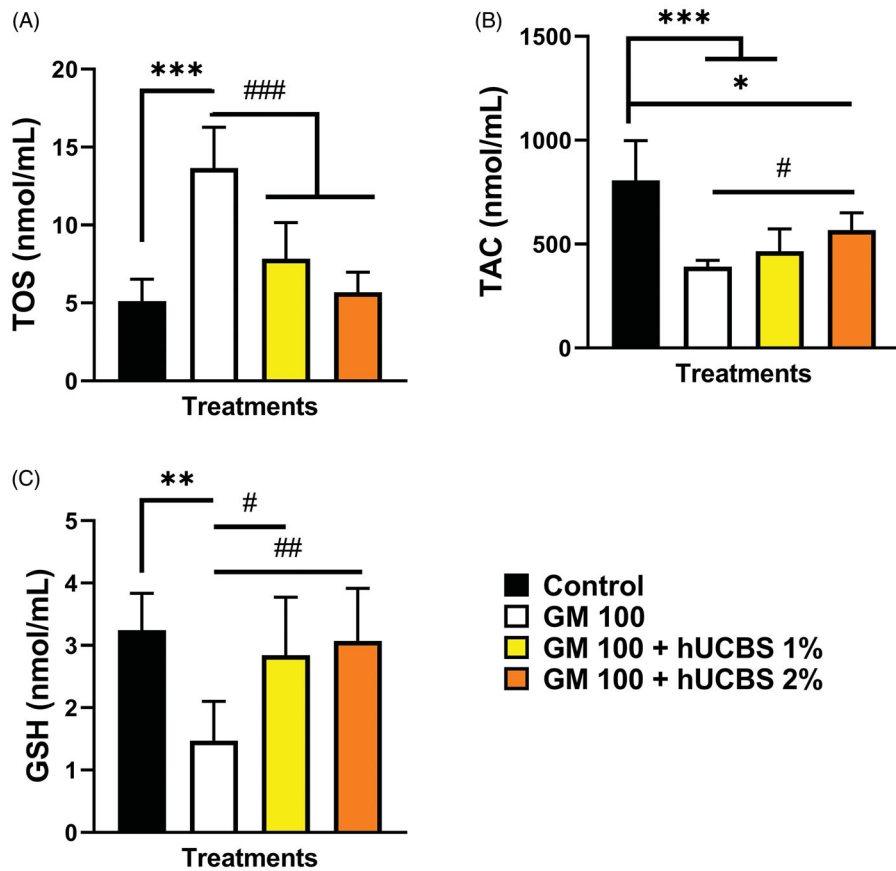 (A)
***
###
20
15
10
5
0
TOS (nmol/mL)
Treatments
(B)
***
*
#
1500
1000
500
0
TAC (nmol/mL)
Treatments
(C)
**
#
##
5
4
3
2
1
0
GSH (nmol/mL)
Treatments
Control
GM 100
GM 100 + hUCBS 1%
GM 100 + hUCBS 2%